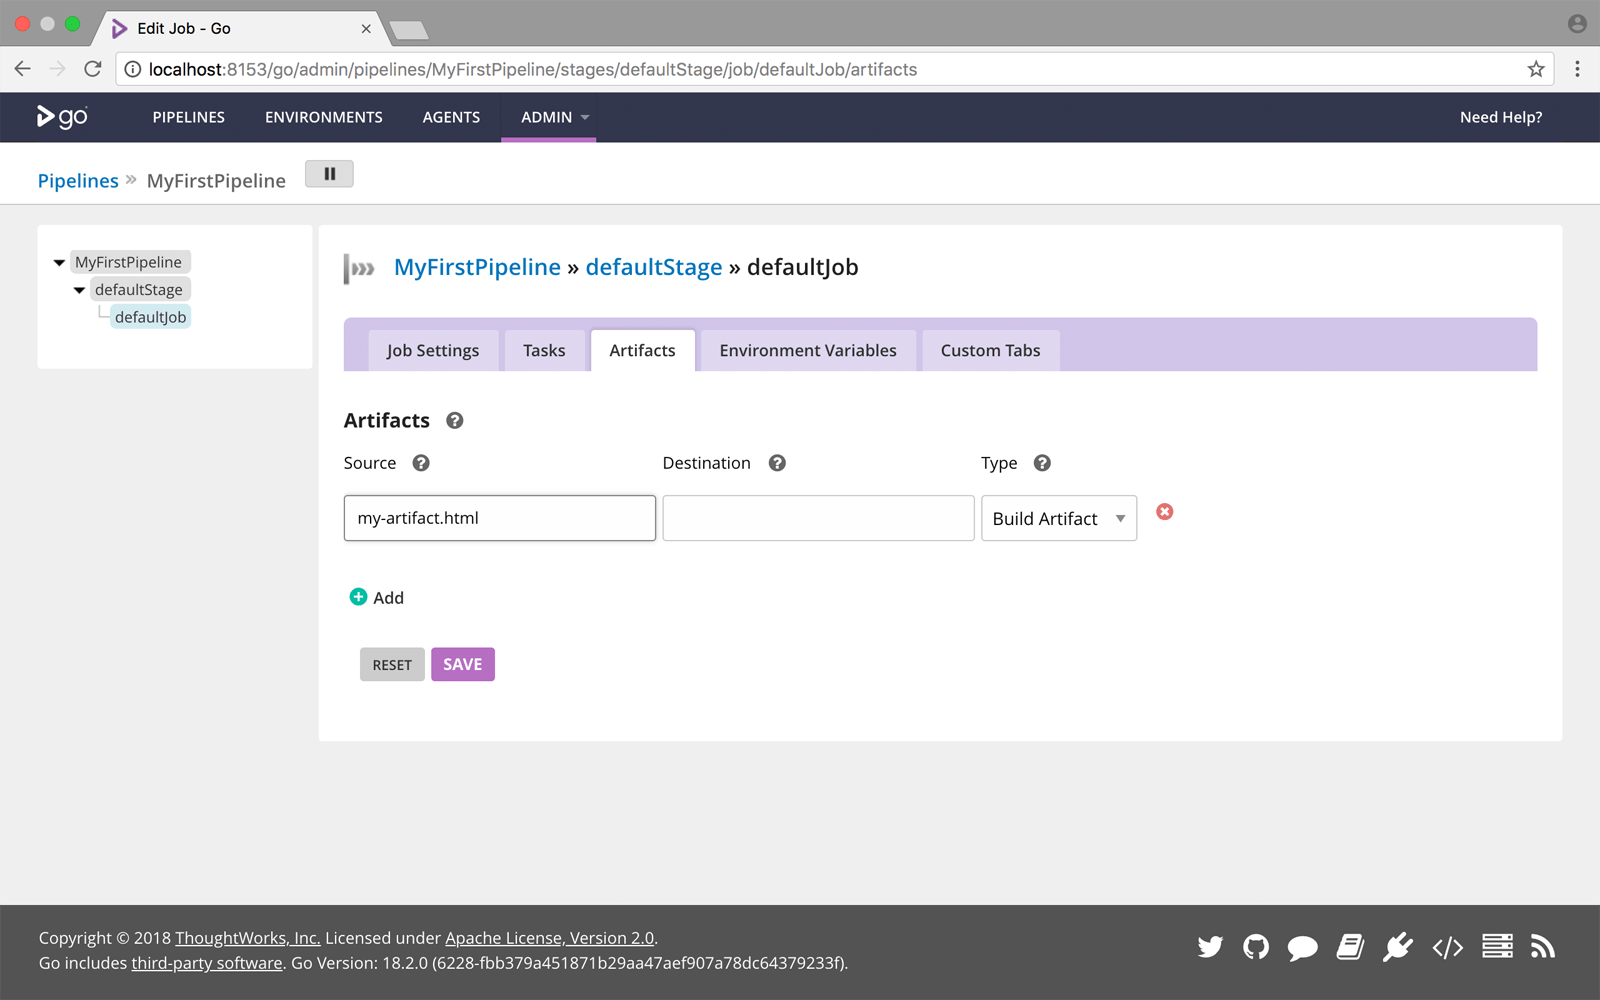 Edit Job - Go
localhost:8153/go/admin/pipelines/MyFirstPipeline/stages/defaultStage/job/defaultJob/artifacts
go PIPELINES ENVIRONMENTS AGENTS ADMIN Need Help?
Pipelines » MyFirstPipeline
MyFirstPipeline
defaultStage
defaultJob
MyFirstPipeline » defaultStage » defaultJob
Job Settings Tasks Artifacts Environment Variables Custom Tabs
Artifacts ?
Source ? Destination ? Type ?
my-artifact.html Build Artifact
Add
RESET SAVE
Copyright © 2018 ThoughtWorks, Inc. Licensed under Apache License, Version 2.0.
Go includes third-party software. Go Version: 18.2.0 (6228-fbb379a451871b29aa47aef907a78dc64379233f).